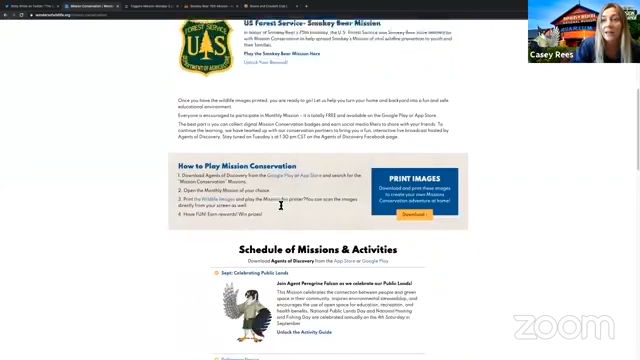 US Forest Service- Smokey Bear Mission
with Mission Conservation to help spread Smokey's Mission of wild fire prevention to youth and their families.
Play the Smokey Bear Mission Here
Unlock Your Reward!
FOREST SERVICE
US
DEPARTMENT OF AGRICULTURE
Casey Rees
Once you have the wildlife images printed, you are ready to go! Let us help you turn your home and backyard into a fun and safe
educational environment.
Everyone is encouraged to participate in Monthly Mission - it is totally FREE and available on the Google Play or App Store.
The best part is you can collect digital Mission Conservation badges and earn social media filters to share with your friends. To
continue the learning, we have teamed up with our conservation partners to bring you a fun, interactive live broadcast hosted by
Agents of Discovery. Stay tuned on Tuesday's at 1:30 pm CST on the Agents of Discovery Facebook page.
How to Play Mission Conservation
1. Download Agents of Discovery from the Google Play or App Store and search for the
"Mission Conservation" Missions.
2. Open the Monthly Mission of your choice.
3. Print the Wildlife Images and play the Mission! No printer? You can scan the images
directly from your screen as well.
4. Have FUN! Earn rewards! Win prizes!
PRINT IMAGES
Download and print these images
to create your own Missions
Conservation adventure at home!
Download ›
Schedule of Missions & Activities
Download Agents of Discovery from the App Store or Google Play
Sept: Celebrating Public Lands
Join Agent Peregrine Falcon as we celebrate our Public Lands!
This Mission celebrates the connection between people and green
space in their community, inspires environmental stewardship, and
encourages the use of open space for education, recreation, and
health benefits. National Public Lands Day and National Hunting
and Fishing Day are celebrated annually on the 4th Saturday in
September
Unlock the Activity Guide
zoom